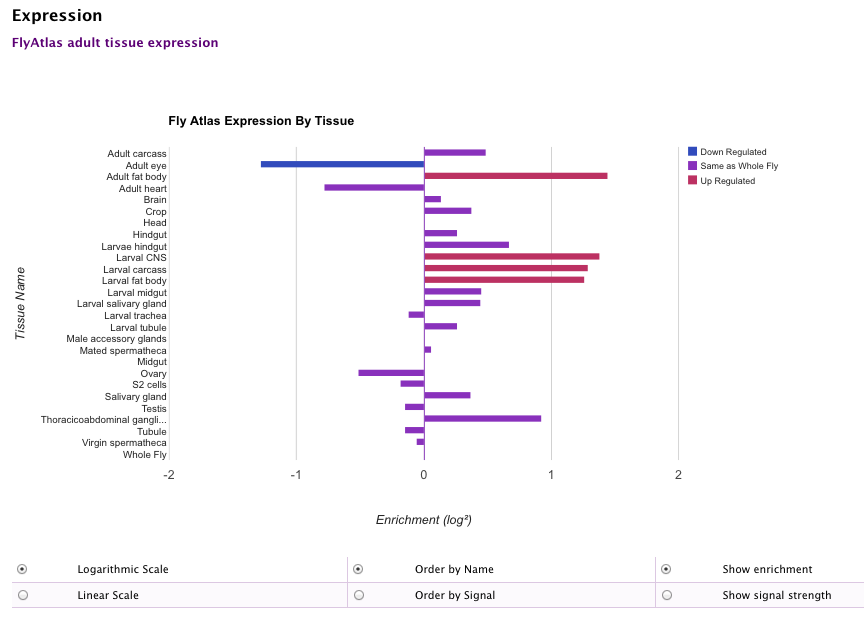 Expression
FlyAtlas adult tissue expression
Fly Atlas Expression By Tissue
Adult carcass
Adult eye
Adult fat body
Adult heart
Brain
Crop
Head
Hindgut
Larvae hindgut
Larval CNS
Larval carcass
Larval fat body
Larval midgut
Larval salivary gland
Larval trachea
Larval tubule
Male accessory glands
Mated spermatheca
Midgut
Ovary
S2 cells
Salivary gland
Testis
Thoracicoabdominal gangli...
Tubule
Virgin spermatheca
Whole Fly
Tissue Name
-2 -1 0 1 2
Enrichment (log²)
Down Regulated
Same as Whole Fly
Up Regulated
Logarithmic Scale Order by Name Show enrichment
Linear Scale Order by Signal Show signal strength